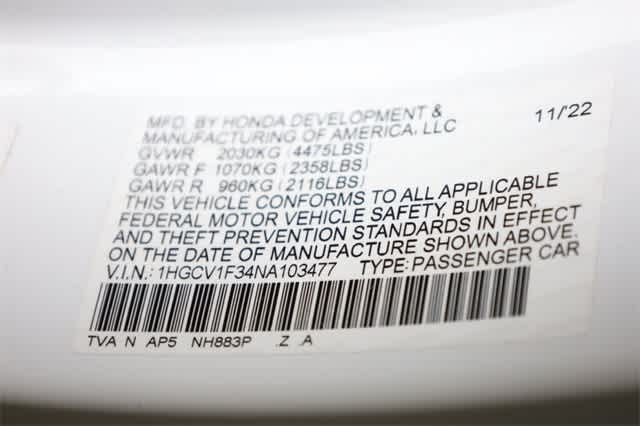 MFD. BY HONDA DEVELOPMENT &
MANUFACTURING OF AMERICA, LLC 11/'22
GVWR 2030KG (4475LBS)
GAWR F 1070KG (2358LBS)
GAWR R 960KG (2116LBS)
THIS VEHICLE CONFORMS TO ALL APPLICABLE
FEDERAL MOTOR VEHICLE SAFETY, BUMPER,
AND THEFT PREVENTION STANDARDS IN EFFECT
ON THE DATE OF MANUFACTURE SHOWN ABOVE.
V.I.N.: 1HGCV1F34NA103477 TYPE: PASSENGER CAR
TVA N AP5 NH883P .Z .A